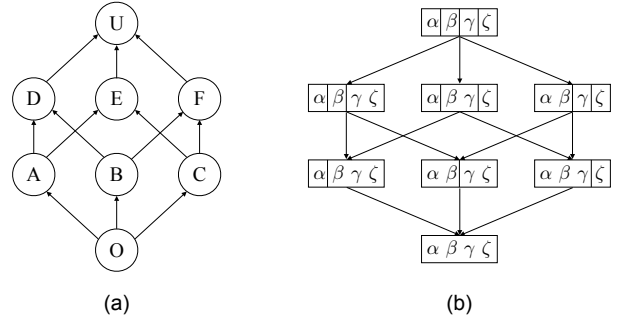 U
D E F
A B C
O
(a)
α β γ ζ
α β γ ζ α β γ ζ α β γ ζ
α β γ ζ α β γ ζ α β γ ζ
α β γ ζ
(b)